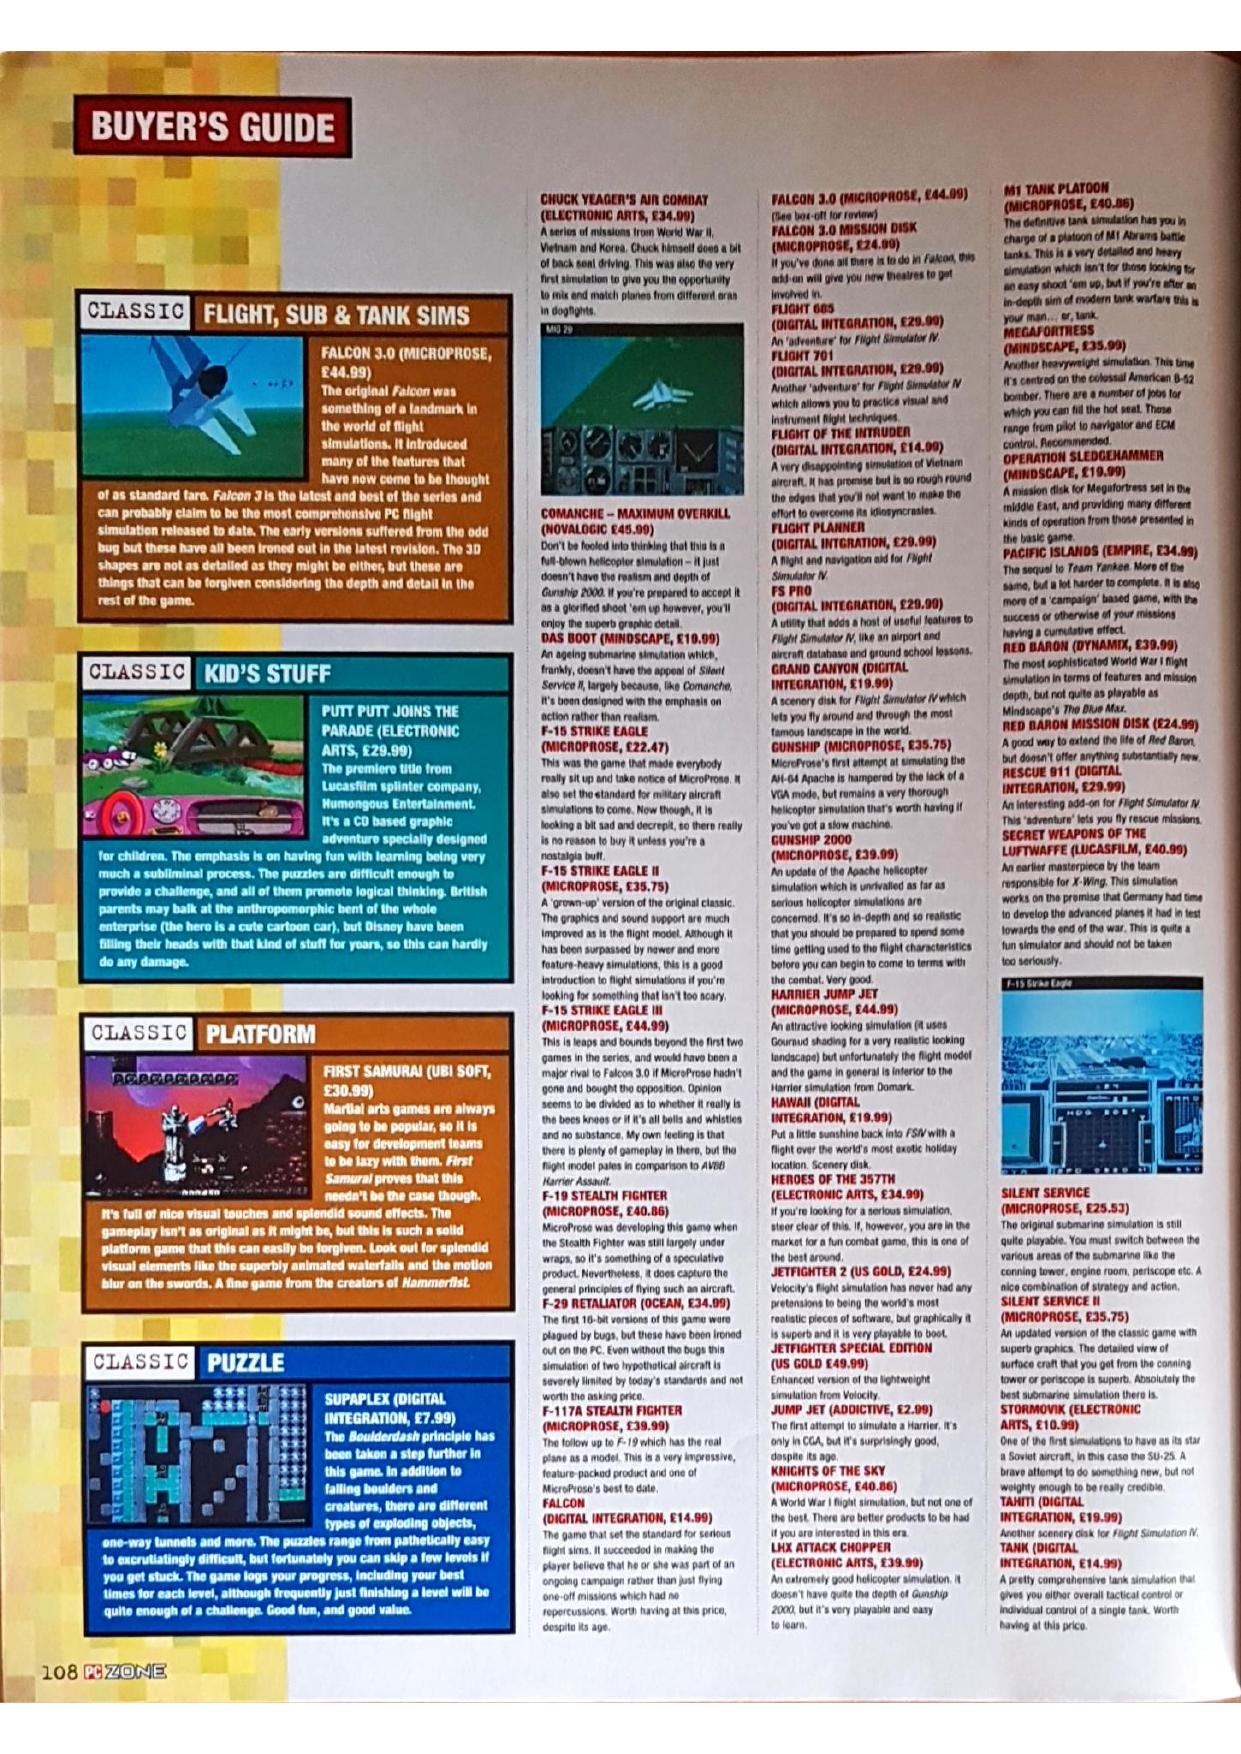 BUYER'S GUIDE
CLASSIC FLIGHT, SUB & TANK SIMS
FALCON 3.0 (MICROPROSE,
£44.99)
The original Falcon was
something of a landmark in
the world of flight
simulations. It introduced
many of the features that
have now come to be thought
of as standard fare. Falcon 3 is the latest and best of the series and
can probably claim to be the most comprehensive PC flight
simulation released to date. The early versions suffered from the odd
bug but these have all been ironed out in the latest revision. The 3D
shapes are not as detailed as they might be either, but these are
things that can be forgiven considering the depth and detail in the
rest of the game.
CLASSIC KID'S STUFF
PUTT PUTT JOINS THE
PARADE (ELECTRONIC
ARTS, £29.99)
The premiere title from
Lucasfilm splinter company,
Humongous Entertainment.
It's a CD based graphic
adventure specially designed
for children. The emphasis is on having fun with learning being very
much a subliminal process. The puzzles are difficult enough to
provide a challenge, and all of them promote logical thinking. British
parents may balk at the anthropomorphic bent of the whole
enterprise (the hero is a cute cartoon car), but Disney have been
filling their heads with that kind of stuff for years, so this can hardly
do any damage.
CLASSIC PLATFORM
FIRST SAMURAI (UBI SOFT,
£30.99)
Martial arts games are always
going to be popular, so it is
easy for development teams
to be lazy with them. First
Samurai proves that this
needn't be the case though.
It's full of nice visual touches and splendid sound effects. The
gameplay isn't as original as it might be, but this is such a solid
platform game that this can easily be forgiven. Look out for splendid
visual elements like the superbly animated waterfalls and the motion
blur on the swords. A fine game from the creators of Hammerfist.
CLASSIC PUZZLE
SUPAPLEX (DIGITAL
INTEGRATION, £7.99)
The Boulderdash principle has
been taken a step further in
this game. In addition to
falling boulders and
creatures, there are different
types of exploding objects,
one-way tunnels and more. The puzzles range from pathetically easy
to excrutiatingly difficult, but fortunately you can skip a few levels if
you get stuck. The game logs your progress, including your best
times for each level, although frequently just finishing a level will be
quite enough of a challenge. Good fun, and good value.
CHUCK YEAGER'S AIR COMBAT
(ELECTRONIC ARTS, £34.99)
A series of missions from World War II,
Vietnam and Korea. Chuck himself does a bit
of back seat driving. This was also the very
first simulation to give you the opportunity
to mix and match planes from different eras
in dogfights.
MIG 29
COMANCHE – MAXIMUM OVERKILL
(NOVALOGIC £45.99)
Don't be fooled into thinking that this is a
full-blown helicopter simulation – it just
doesn't have the realism and depth of
Gunship 2000. If you're prepared to accept it
as a glorified shoot 'em up however, you'll
enjoy the superb graphic detail.
DAS BOOT (MINDSCAPE, £19.99)
An ageing submarine simulation which,
frankly, doesn't have the appeal of Silent
Service II, largely because, like Comanche,
it's been designed with the emphasis on
action rather than realism.
F-15 STRIKE EAGLE
(MICROPROSE, £22.47)
This was the game that made everybody
really sit up and take notice of MicroProse. It
also set the standard for military aircraft
simulations to come. Now though, it is
looking a bit sad and decrepit, so there really
is no reason to buy it unless you're a
nostalgia buff.
F-15 STRIKE EAGLE II
(MICROPROSE, £35.75)
A 'grown-up' version of the original classic.
The graphics and sound support are much
improved as is the flight model. Although it
has been surpassed by newer and more
feature-heavy simulations, this is a good
introduction to flight simulations if you're
looking for something that isn't too scary.
F-15 STRIKE EAGLE III
(MICROPROSE, £44.99)
This is leaps and bounds beyond the first two
games in the series, and would have been a
major rival to Falcon 3.0 if MicroProse hadn't
gone and bought the opposition. Opinion
seems to be divided as to whether it really is
the bees knees or if it's all bells and whistles
and no substance. My own feeling is that
there is plenty of gameplay in there, but the
flight model pales in comparison to AV8B
Harrier Assault.
F-19 STEALTH FIGHTER
(MICROPROSE, £40.86)
MicroProse was developing this game when
the Stealth Fighter was still largely under
wraps, so it's something of a speculative
product. Nevertheless, it does capture the
general principles of flying such an aircraft.
F-29 RETALIATOR (OCEAN, £34.99)
The first 16-bit versions of this game were
plagued by bugs, but these have been ironed
out on the PC. Even without the bugs this
simulation of two hypothetical aircraft is
severely limited by today's standards and not
worth the asking price.
F-117A STEALTH FIGHTER
(MICROPROSE, £39.99)
The follow up to F-19 which has the real
plane as a model. This is a very impressive,
feature-packed product and one of
MicroProse's best to date.
FALCON
(DIGITAL INTEGRATION, £14.99)
The game that set the standard for serious
flight sims. It succeeded in making the
player believe that he or she was part of an
ongoing campaign rather than just flying
one-off missions which had no
repercussions. Worth having at this price,
despite its age.
FALCON 3.0 (MICROPROSE, £44.99)
(See box-off for review)
FALCON 3.0 MISSION DISK
(MICROPROSE, £24.99)
If you've done all there is to do in Falcon, this
add-on will give you new theatres to get
involved in.
FLIGHT 685
(DIGITAL INTEGRATION, £29.99)
An 'adventure' for Flight Simulator IV.
FLIGHT 701
(DIGITAL INTEGRATION, £29.99)
Another 'adventure' for Flight Simulator IV
which allows you to practice visual and
instrument flight techniques.
FLIGHT OF THE INTRUDER
(DIGITAL INTEGRATION, £14.99)
A very disappointing simulation of Vietnam
aircraft. It has promise but is so rough round
the edges that you'll not want to make the
effort to overcome its idiosyncrasies.
FLIGHT PLANNER
(DIGITAL INTGRATION, £29.99)
A flight and navigation aid for Flight
Simulator IV.
FS PRO
(DIGITAL INTEGRATION, £29.99)
A utility that adds a host of useful features to
Flight Simulator IV, like an airport and
aircraft database and ground school lessons.
GRAND CANYON (DIGITAL
INTEGRATION, £19.99)
A scenery disk for Flight Simulator IV which
lets you fly around and through the most
famous landscape in the world.
GUNSHIP (MICROPROSE, £35.75)
MicroProse's first attempt at simulating the
AH-64 Apache is hampered by the lack of a
VGA mode, but remains a very thorough
helicopter simulation that's worth having if
you've got a slow machine.
GUNSHIP 2000
(MICROPROSE, £39.99)
An update of the Apache helicopter
simulation which is unrivalled as far as
serious helicopter simulations are
concerned. It's so in-depth and so realistic
that you should be prepared to spend some
time getting used to the flight characteristics
before you can begin to come to terms with
the combat. Very good.
HARRIER JUMP JET
(MICROPROSE, £44.99)
An attractive looking simulation (it uses
Gouraud shading for a very realistic looking
landscape) but unfortunately the flight model
and the game in general is inferior to the
Harrier simulation from Domark.
HAWAII (DIGITAL
INTEGRATION, £19.99)
Put a little sunshine back into FSIV with a
flight over the world's most exotic holiday
location. Scenery disk.
HEROES OF THE 357TH
(ELECTRONIC ARTS, £34.99)
If you're looking for a serious simulation,
steer clear of this. If, however, you are in the
market for a fun combat game, this is one of
the best around.
JETFIGHTER 2 (US GOLD, £24.99)
Velocity's flight simulation has never had any
pretensions to being the world's most
realistic pieces of software, but graphically it
is superb and it is very playable to boot.
JETFIGHTER SPECIAL EDITION
(US GOLD £49.99)
Enhanced version of the lightweight
simulation from Velocity.
JUMP JET (ADDICTIVE, £2.99)
The first attempt to simulate a Harrier. It's
only in CGA, but it's surprisingly good,
despite its age.
KNIGHTS OF THE SKY
(MICROPROSE, £40.86)
A World War I flight simulation, but not one of
the best. There are better products to be had
if you are interested in this era.
LHX ATTACK CHOPPER
(ELECTRONIC ARTS, £39.99)
An extremely good helicopter simulation. It
doesn't have quite the depth of Gunship
2000, but it's very playable and easy
to learn.
M1 TANK PLATOON
(MICROPROSE, £40.86)
The definitive tank simulation has you in
charge of a platoon of M1 Abrams battle
tanks. This is a very detailed and heavy
simulation which isn't for those looking for
an easy shoot 'em up, but if you're after an
in-depth sim of modern tank warfare this is
your man... er, tank.
MEGAFORTRESS
(MINDSCAPE, £35.99)
Another heavyweight simulation. This time
it's centred on the colossal American B-52
bomber. There are a number of jobs for
which you can fill the hot seat. These
range from pilot to navigator and ECM
control. Recommended.
OPERATION SLEDGEHAMMER
(MINDSCAPE, £19.99)
A mission disk for Megafortress set in the
middle East, and providing many different
kinds of operation from those presented in
the basic game.
PACIFIC ISLANDS (EMPIRE, £34.99)
The sequel to Team Yankee. More of the
same, but a lot harder to complete. It is also
more of a 'campaign' based game, with the
success or otherwise of your missions
having a cumulative effect.
RED BARON (DYNAMIX, £39.99)
The most sophisticated World War I flight
simulation in terms of features and mission
depth, but not quite as playable as
Mindscape's The Blue Max.
RED BARON MISSION DISK (£24.99)
A good way to extend the life of Red Baron,
but doesn't offer anything substantially new.
RESCUE 911 (DIGITAL
INTEGRATION, £29.99)
An interesting add-on for Flight Simulator IV.
This 'adventure' lets you fly rescue missions.
SECRET WEAPONS OF THE
LUFTWAFFE (LUCASFILM, £40.99)
An earlier masterpiece by the team
responsible for X-Wing. This simulation
works on the premise that Germany had time
to develop the advanced planes it had in test
towards the end of the war. This is quite a
fun simulator and should not be taken
too seriously.
F-15 Strike Eagle
SILENT SERVICE
(MICROPROSE, £25.53)
The original submarine simulation is still
quite playable. You must switch between the
various areas of the submarine like the
conning tower, engine room, periscope etc. A
nice combination of strategy and action.
SILENT SERVICE II
(MICROPROSE, £35.75)
An updated version of the classic game with
superb graphics. The detailed view of
surface craft that you get from the conning
tower or periscope is superb. Absolutely the
best submarine simulation there is.
STORMOVIK (ELECTRONIC
ARTS, £10.99)
One of the first simulations to have as its star
a Soviet aircraft, in this case the SU-25. A
brave attempt to do something new, but not
weighty enough to be really credible.
TAHITI (DIGITAL
INTEGRATION, £19.99)
Another scenery disk for Flight Simulation IV.
TANK (DIGITAL
INTEGRATION, £14.99)
A pretty comprehensive tank simulation that
gives you either overall tactical control or
individual control of a single tank. Worth
having at this price.
108 PC ZONE